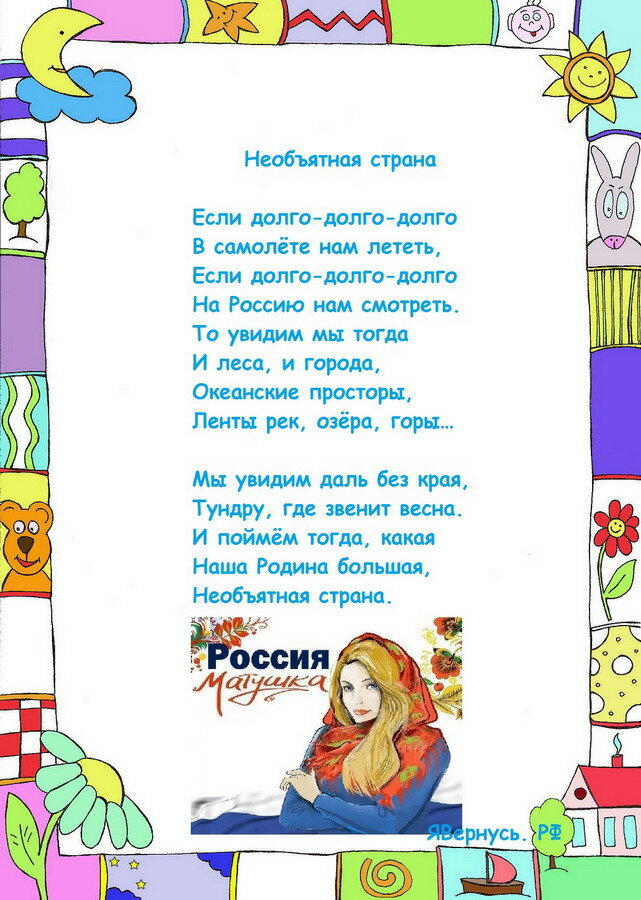 Необъятная страна
Если долго-долго-долго
В самолёте нам лететь,
Если долго-долго-долго
На Россию нам смотреть.
То увидим мы тогда
И леса, и города,
Океанские просторы,
Ленты рек, озёра, горы...
Мы увидим даль без края,
Тундру, где звенит весна.
И поймём тогда, какая
Наша Родина большая,
Необъятная страна.
Россия
Матушка
ЯВернусь. РФ